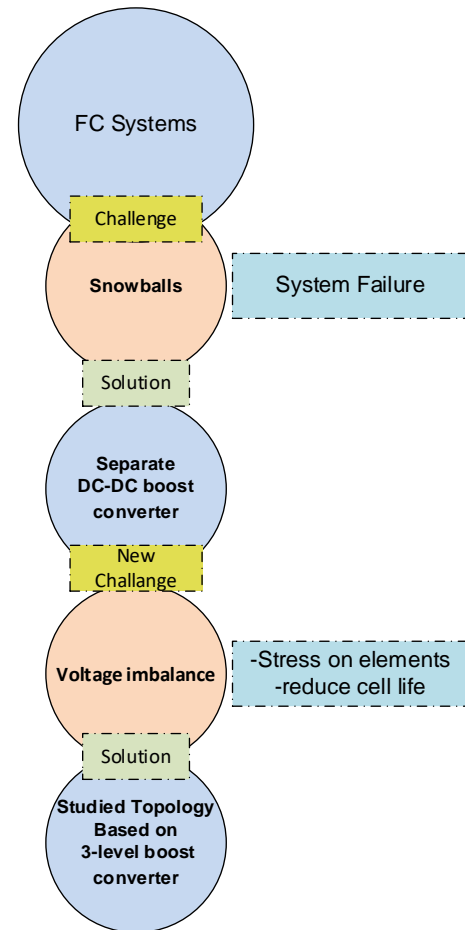 FC Systems
Challenge
Snowballs
System Failure
Solution
Separate
DC-DC boost
converter
New
Challange
Voltage imbalance
-Stress on elements
-reduce cell life
Solution
Studied Topology
Based on
3-level boost
converter